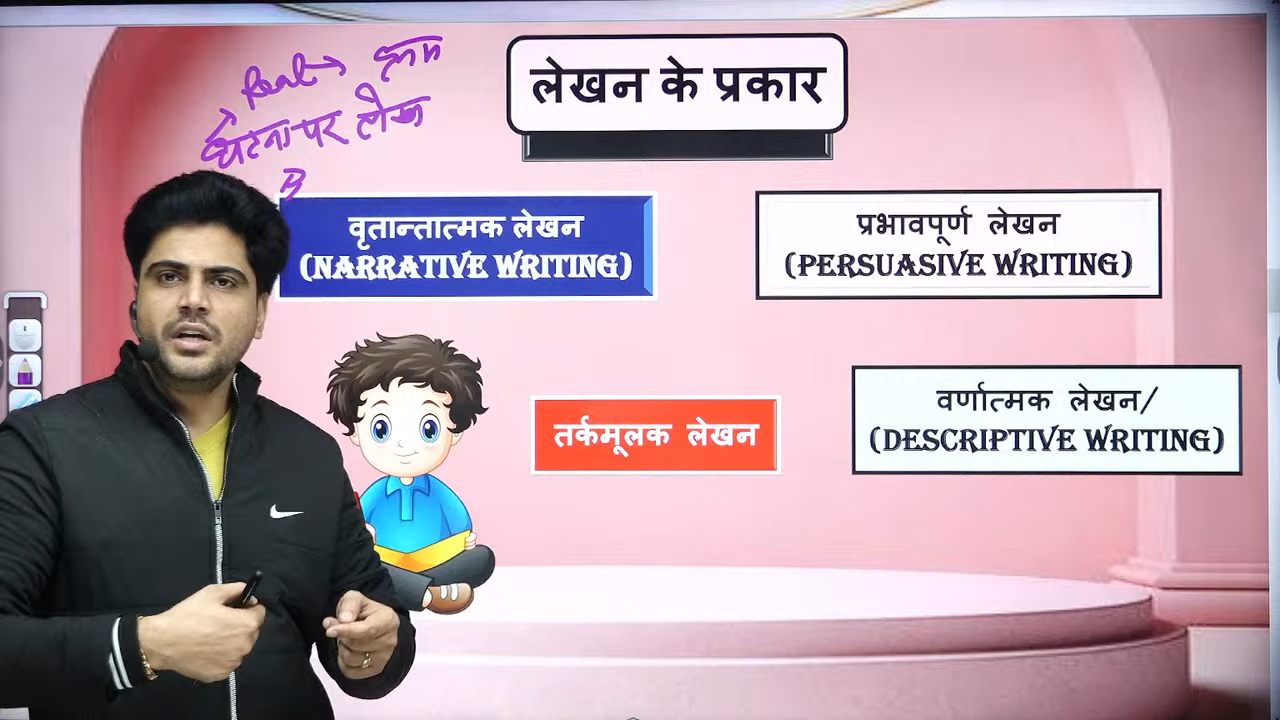 लेखन के प्रकार
Real →
घटना पर लेख
B
वृतान्तात्मक लेखन
(NARRATIVE WRITING)
प्रभावपूर्ण लेखन
(PERSUASIVE WRITING)
तर्कमूलक लेखन
वर्णात्मक लेखन/
(DESCRIPTIVE WRITING)